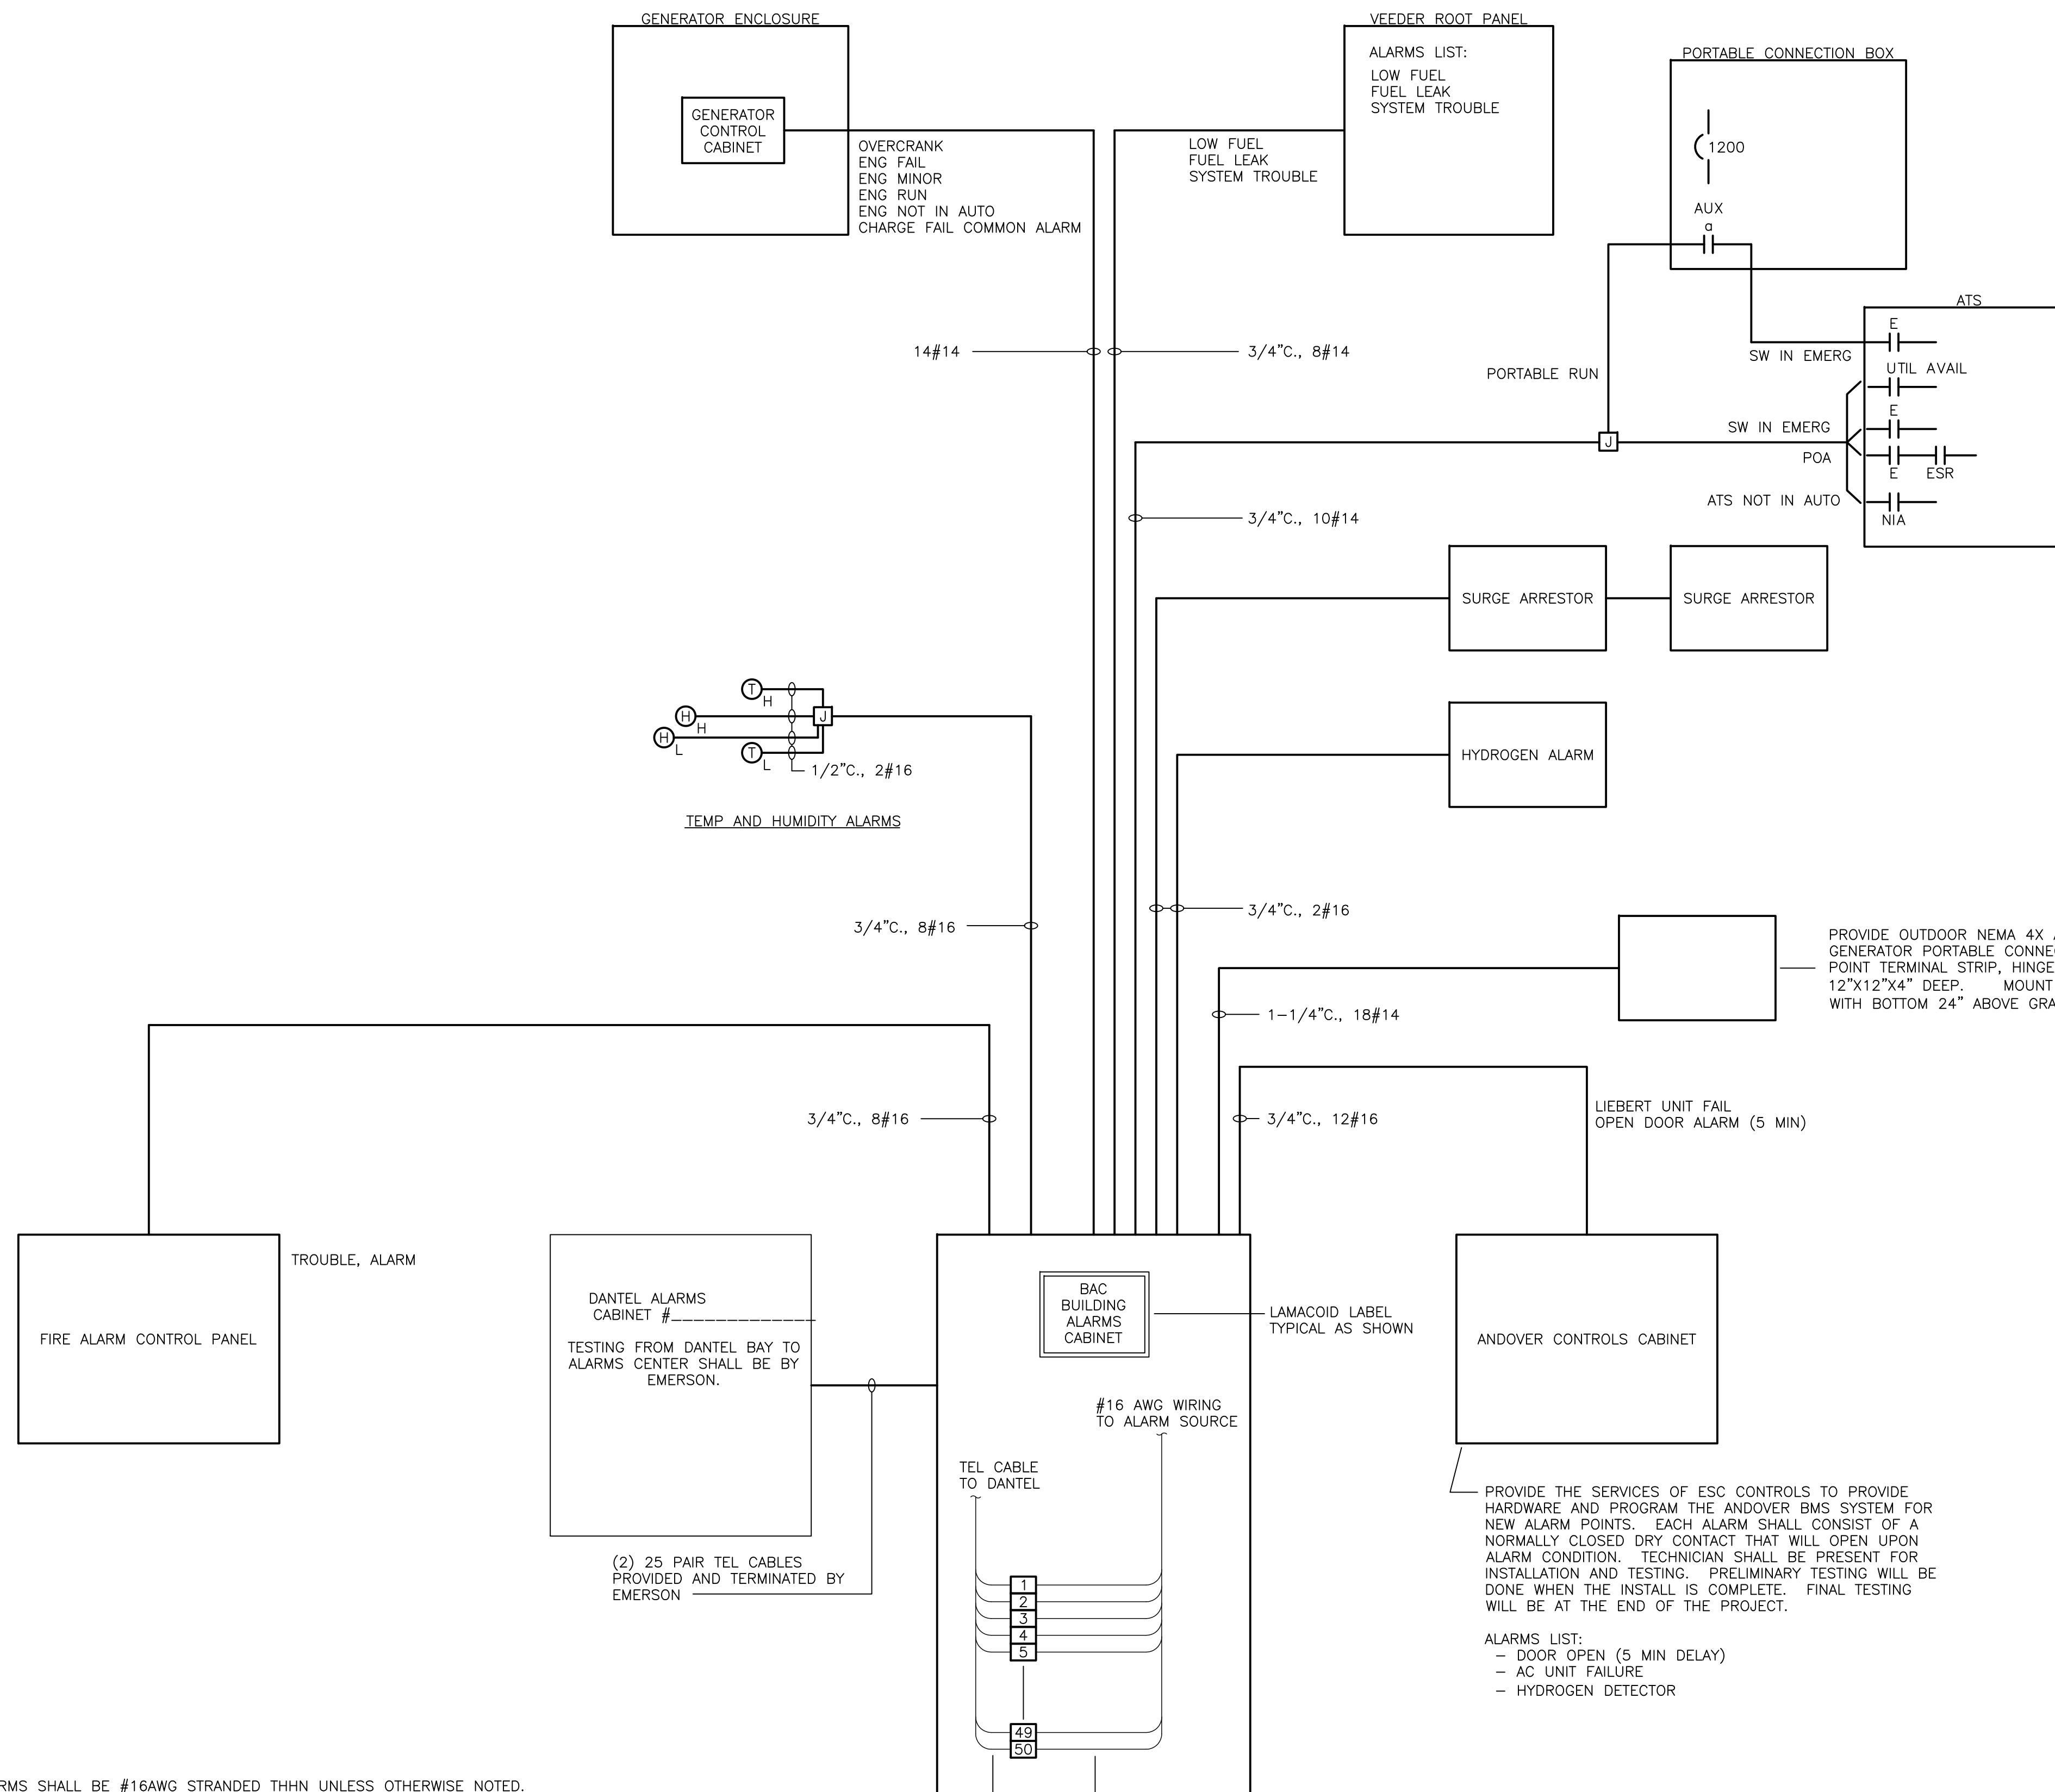 GENERATOR ENCLOSURE
GENERATOR
CONTROL
CABINET
OVERCRANK
ENG FAIL
ENG MINOR
ENG RUN
ENG NOT IN AUTO
CHARGE FAIL COMMON ALARM
VEEDER ROOT PANEL
ALARMS LIST:
LOW FUEL
FUEL LEAK
SYSTEM TROUBLE
LOW FUEL
FUEL LEAK
SYSTEM TROUBLE
PORTABLE CONNECTION BOX
1200
AUX
a
ATS
E
SW IN EMERG
UTIL AVAIL
E
SW IN EMERG
POA
E ESR
ATS NOT IN AUTO
NIA
PORTABLE RUN
J
14#14
3/4"C., 8#14
3/4"C., 10#14
SURGE ARRESTOR
SURGE ARRESTOR
HYDROGEN ALARM
T
H
H
H
J
H
L
T
L
1/2"C., 2#16
TEMP AND HUMIDITY ALARMS
3/4"C., 8#16
3/4"C., 2#16
PROVIDE OUTDOOR NEMA 4X
GENERATOR PORTABLE CONNEC
POINT TERMINAL STRIP, HINGE
12"X12"X4" DEEP. MOUNT
WITH BOTTOM 24" ABOVE GRA
1-1/4"C., 18#14
3/4"C., 8#16
3/4"C., 12#16
LIEBERT UNIT FAIL
OPEN DOOR ALARM (5 MIN)
FIRE ALARM CONTROL PANEL
TROUBLE, ALARM
DANTEL ALARMS
CABINET #______________
TESTING FROM DANTEL BAY TO
ALARMS CENTER SHALL BE BY
EMERSON.
(2) 25 PAIR TEL CABLES
PROVIDED AND TERMINATED BY
EMERSON
BAC
BUILDING
ALARMS
CABINET
LAMACOID LABEL
TYPICAL AS SHOWN
#16 AWG WIRING
TO ALARM SOURCE
TEL CABLE
TO DANTEL
1
2
3
4
5
49
50
ANDOVER CONTROLS CABINET
PROVIDE THE SERVICES OF ESC CONTROLS TO PROVIDE
HARDWARE AND PROGRAM THE ANDOVER BMS SYSTEM FOR
NEW ALARM POINTS. EACH ALARM SHALL CONSIST OF A
NORMALLY CLOSED DRY CONTACT THAT WILL OPEN UPON
ALARM CONDITION. TECHNICIAN SHALL BE PRESENT FOR
INSTALLATION AND TESTING. PRELIMINARY TESTING WILL BE
DONE WHEN THE INSTALL IS COMPLETE. FINAL TESTING
WILL BE AT THE END OF THE PROJECT.
ALARMS LIST:
- DOOR OPEN (5 MIN DELAY)
- AC UNIT FAILURE
- HYDROGEN DETECTOR
RMS SHALL BE #16AWG STRANDED THHN UNLESS OTHERWISE NOTED.